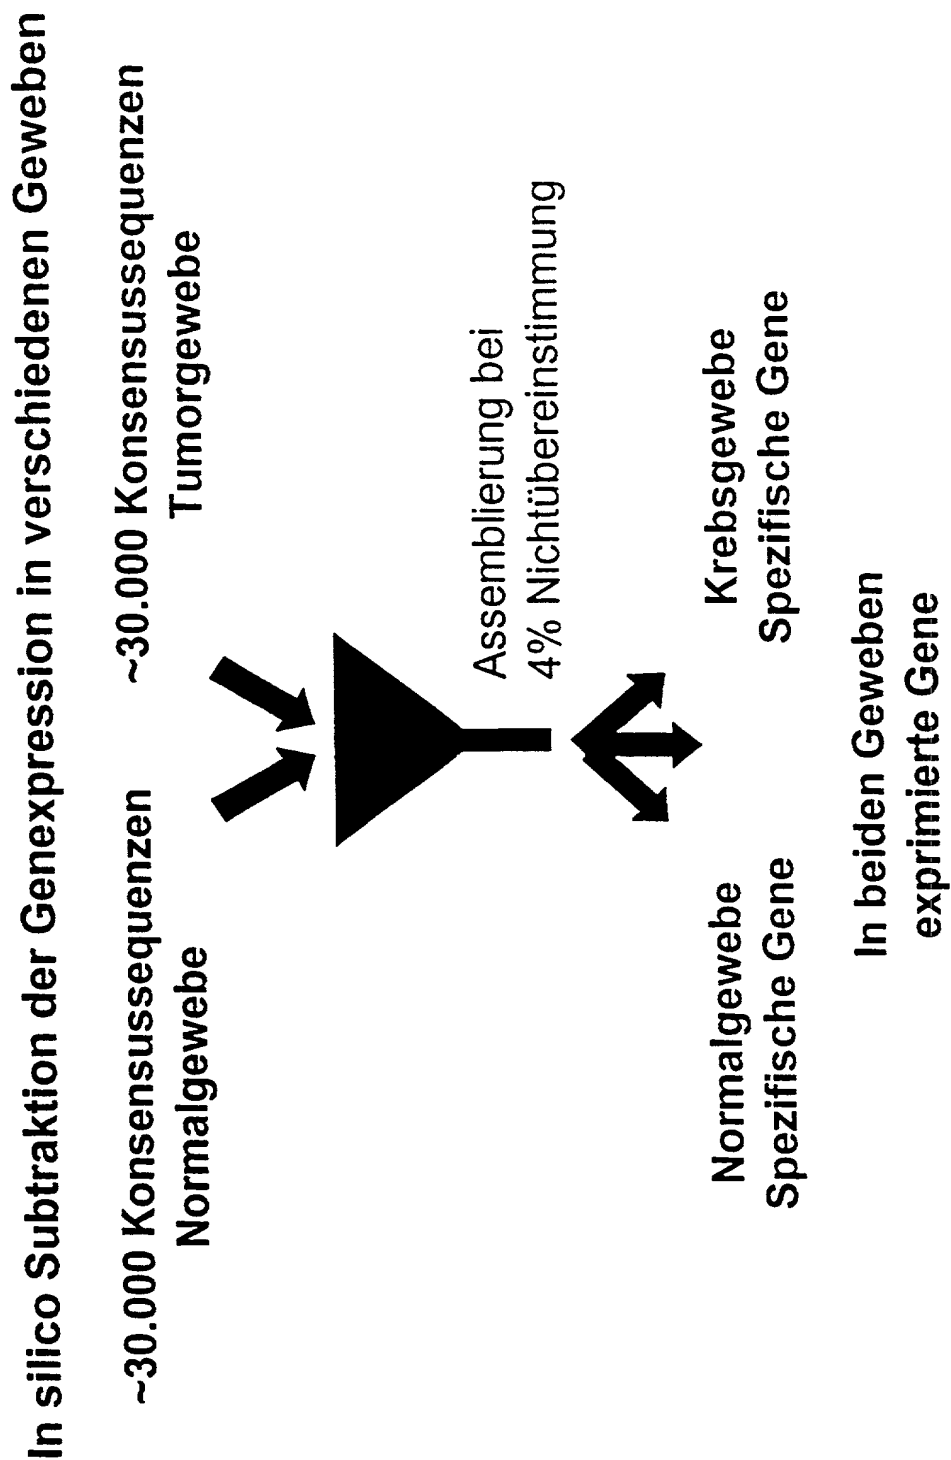 In silico Subtraktion der Genexpression in verschiedenen Geweben
~30.000 Konsensussequenzen
Normalgewebe
~30.000 Konsensussequenzen
Tumorgewebe
Assemblierung bei
4% Nichtübereinstimmung
Normalgewebe
Spezifische Gene
Krebsgewebe
Spezifische Gene
In beiden Geweben
exprimierte Gene